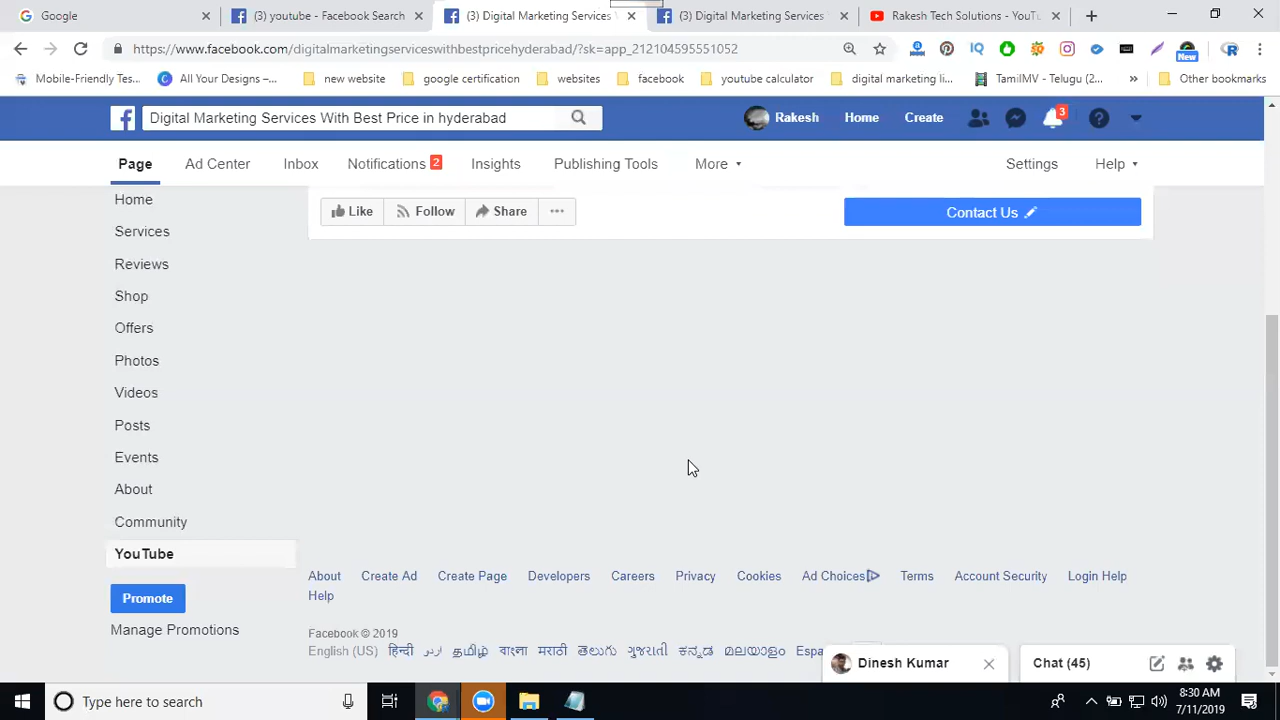 Google
(3) youtube - Facebook Search
(3) Digital Marketing Services
(3) Digital Marketing Services
Rakesh Tech Solutions - YouTu
https://www.facebook.com/digitalmarketingserviceswithbestpricehyderabad/?sk=app_212104595551052
Mobile-Friendly Tes...
All Your Designs –...
new website
google certification
websites
facebook
youtube calculator
digital marketing li...
TamilMV - Telugu (2...
Other bookmarks
New
Digital Marketing Services With Best Price in hyderabad
Rakesh
Home
Create
3
Page
Ad Center
Inbox
Notifications 2
Insights
Publishing Tools
More
Settings
Help
Home
Services
Reviews
Shop
Offers
Photos
Videos
Posts
Events
About
Community
YouTube
Promote
Manage Promotions
Like
Follow
Share
Contact Us
About Create Ad Create Page Developers Careers Privacy Cookies Ad Choices Terms Account Security Login Help
Help
Facebook © 2019
English (US) हिन्दी اردو தமிழ் বাংলা मराठी తెలుగు ગુજરાતી ಕನ್ನಡ മലയാളം Espa
Dinesh Kumar
Chat (45)
Type here to search
8:30 AM
7/11/2019